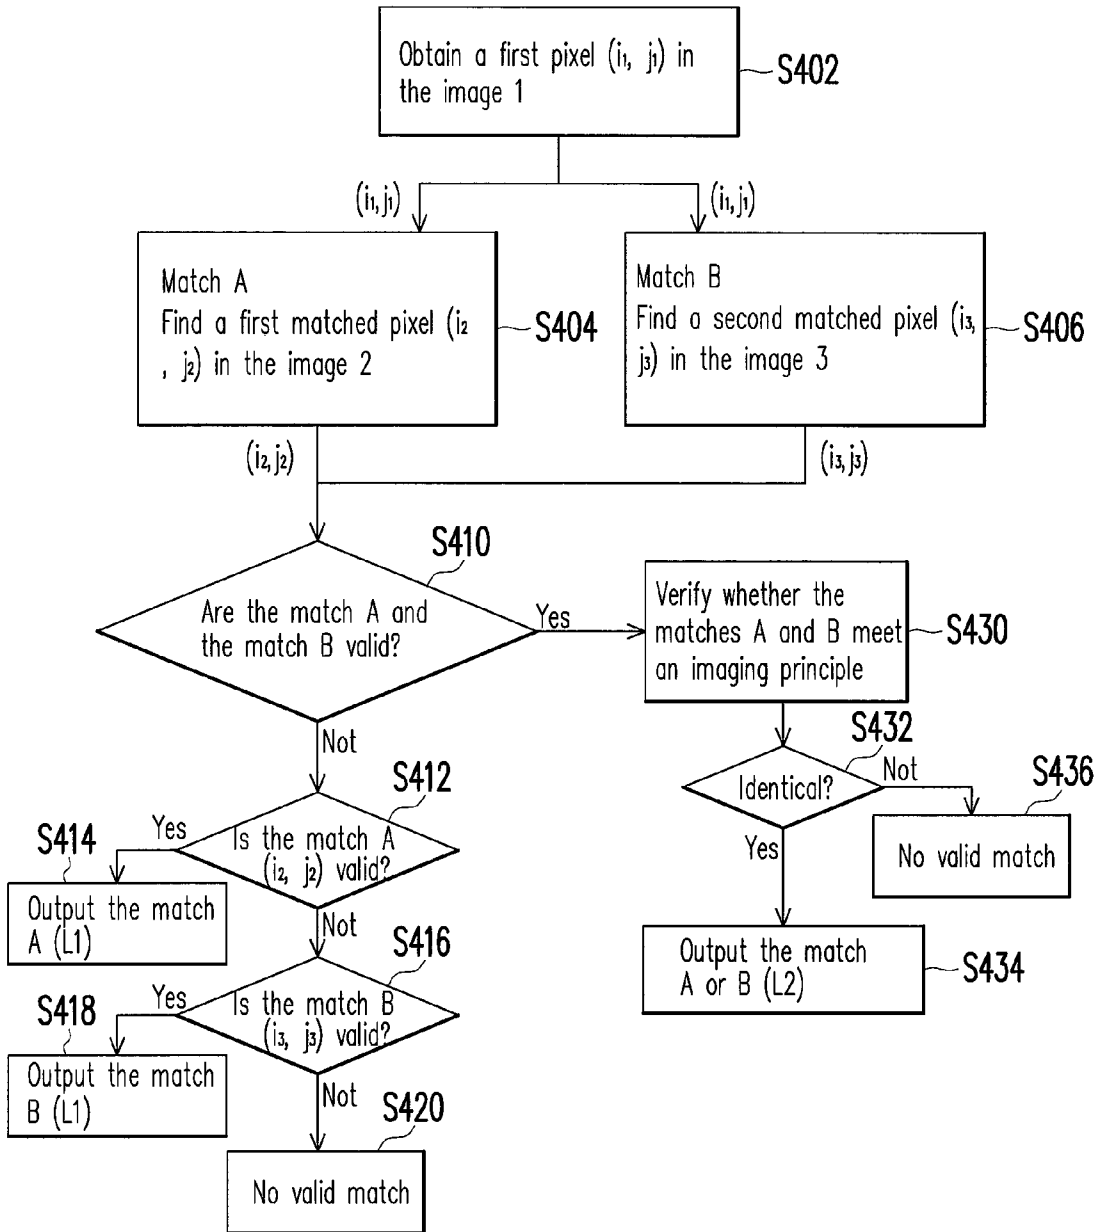 Obtain a first pixel (i₁, j₁) in
the image 1
S402
(i₁,j₁)
(i₁,j₁)
Match A
Find a first matched pixel (i₂
, j₂) in the image 2
S404
Match B
Find a second matched pixel (i₃,
j₃) in the image 3
S406
(i₂,j₂)
(i₃,j₃)
S410
Are the match A and
the match B valid?
Yes
Verify whether the
matches A and B meet
an imaging principle
S430
Not
S432
Identical?
Not
S436
No valid match
Yes
Output the match
A or B (L2)
S434
S412
Is the match A
(i₂, j₂) valid?
Yes
S414
Output the match
A (L1)
Not
S416
Is the match B
(i₃, j₃) valid?
Yes
S418
Output the match
B (L1)
Not
S420
No valid match